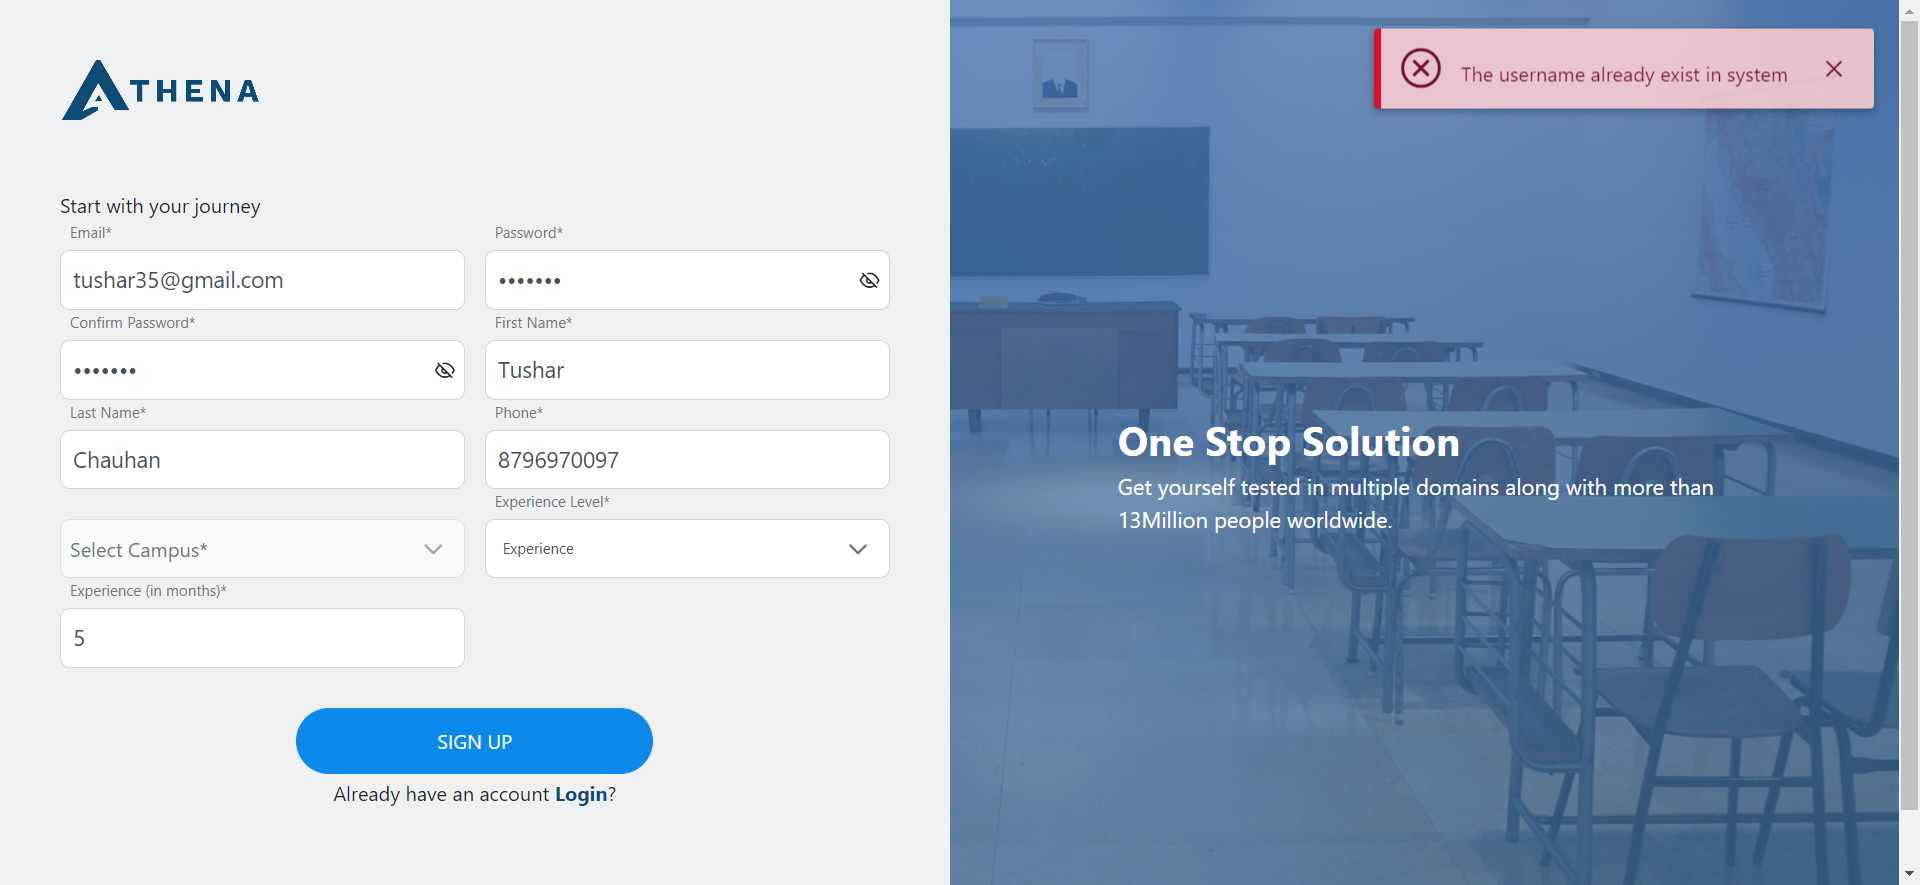 ATHENA
The username already exist in system
Start with your journey
Email*
Password*
tushar35@gmail.com
•••••••
Confirm Password*
First Name*
•••••••
Tushar
Last Name*
Phone*
Chauhan
8796970097
Experience Level*
Select Campus*
Experience
Experience (in months)*
5
SIGN UP
Already have an account Login?
One Stop Solution
Get yourself tested in multiple domains along with more than
13Million people worldwide.